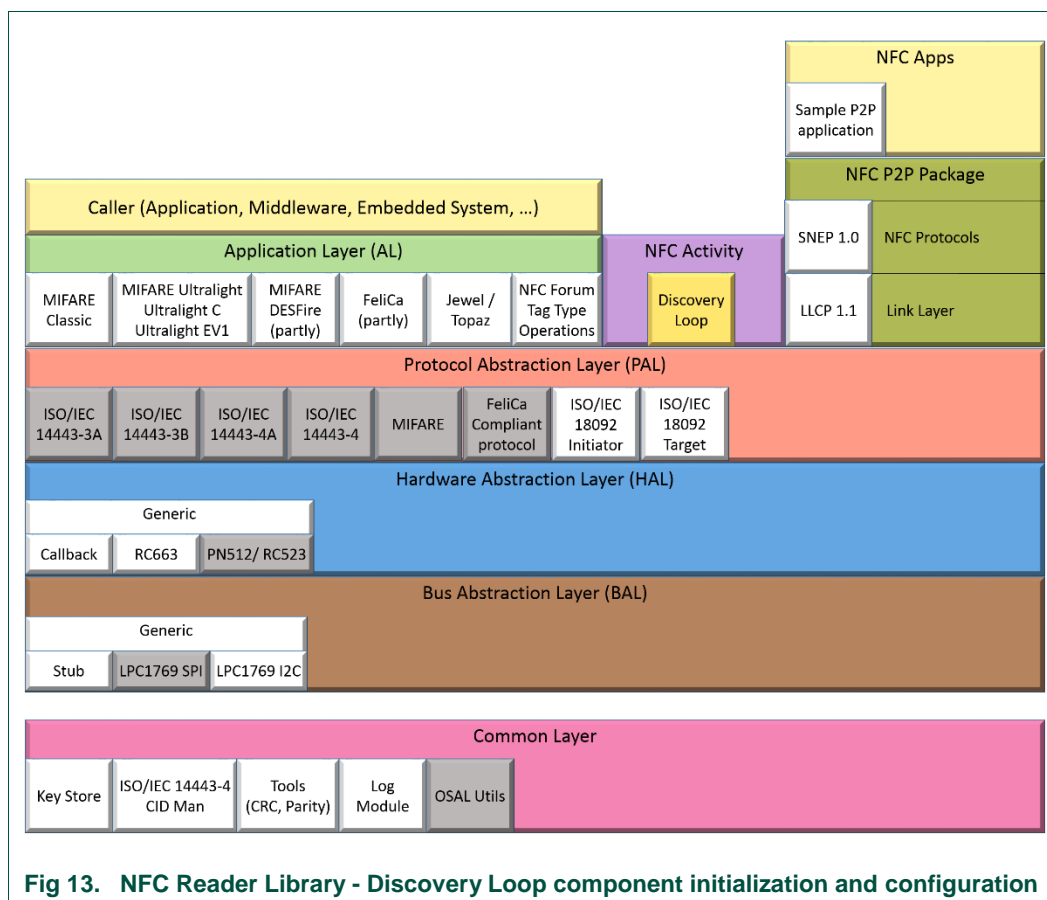 NFC Apps
Sample P2P
application
NFC P2P Package
SNEP 1.0
NFC Protocols
LLCP 1.1
Link Layer
Caller (Application, Middleware, Embedded System, ...)
Application Layer (AL)
MIFARE
Classic
MIFARE Ultralight
Ultralight C
Ultralight EV1
MIFARE
DESFire
(partly)
FeliCa
(partly)
Jewel /
Topaz
NFC Forum
Tag Type
Operations
NFC Activity
Discovery
Loop
Protocol Abstraction Layer (PAL)
ISO/IEC
14443-3A
ISO/IEC
14443-3B
ISO/IEC
14443-4A
ISO/IEC
14443-4
MIFARE
FeliCa
Compliant
protocol
ISO/IEC
18092
Initiator
ISO/IEC
18092
Target
Hardware Abstraction Layer (HAL)
Generic
Callback
RC663
PN512/ RC523
Bus Abstraction Layer (BAL)
Generic
Stub
LPC1769 SPI
LPC1769 I2C
Common Layer
Key Store
ISO/IEC 14443-4
CID Man
Tools
(CRC, Parity)
Log
Module
OSAL Utils
Fig 13. NFC Reader Library - Discovery Loop component initialization and configuration